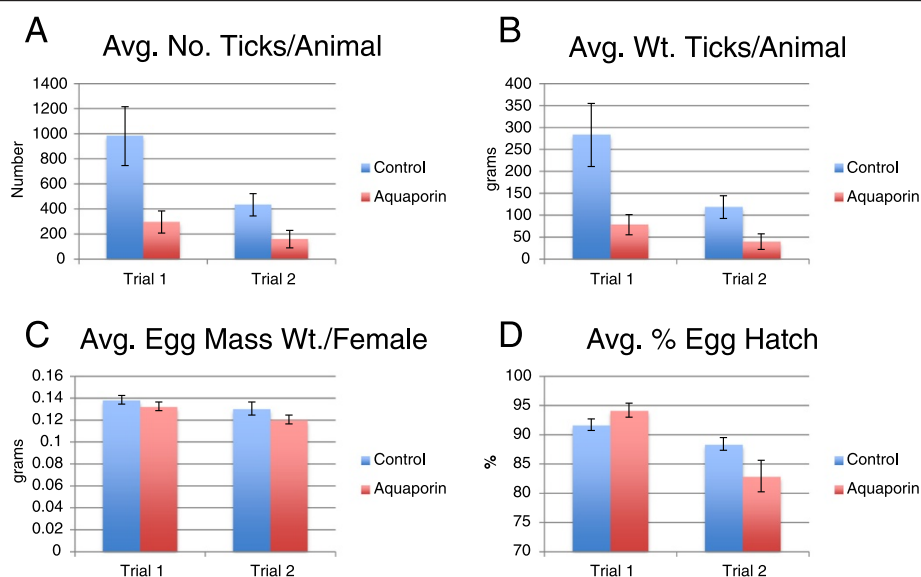 A Avg. No. Ticks/Animal
1400
1200
1000
800
600
400
200
0
Number
Trial 1 Trial 2
Control
Aquaporin
B Avg. Wt. Ticks/Animal
400
350
300
250
200
150
100
50
0
grams
Trial 1 Trial 2
Control
Aquaporin
C Avg. Egg Mass Wt./Female
0.16
0.14
0.12
0.1
0.08
0.06
0.04
0.02
0
grams
Trial 1 Trial 2
Control
Aquaporin
D Avg. % Egg Hatch
100
95
90
85
80
75
70
%
Trial 1 Trial 2
Control
Aquaporin